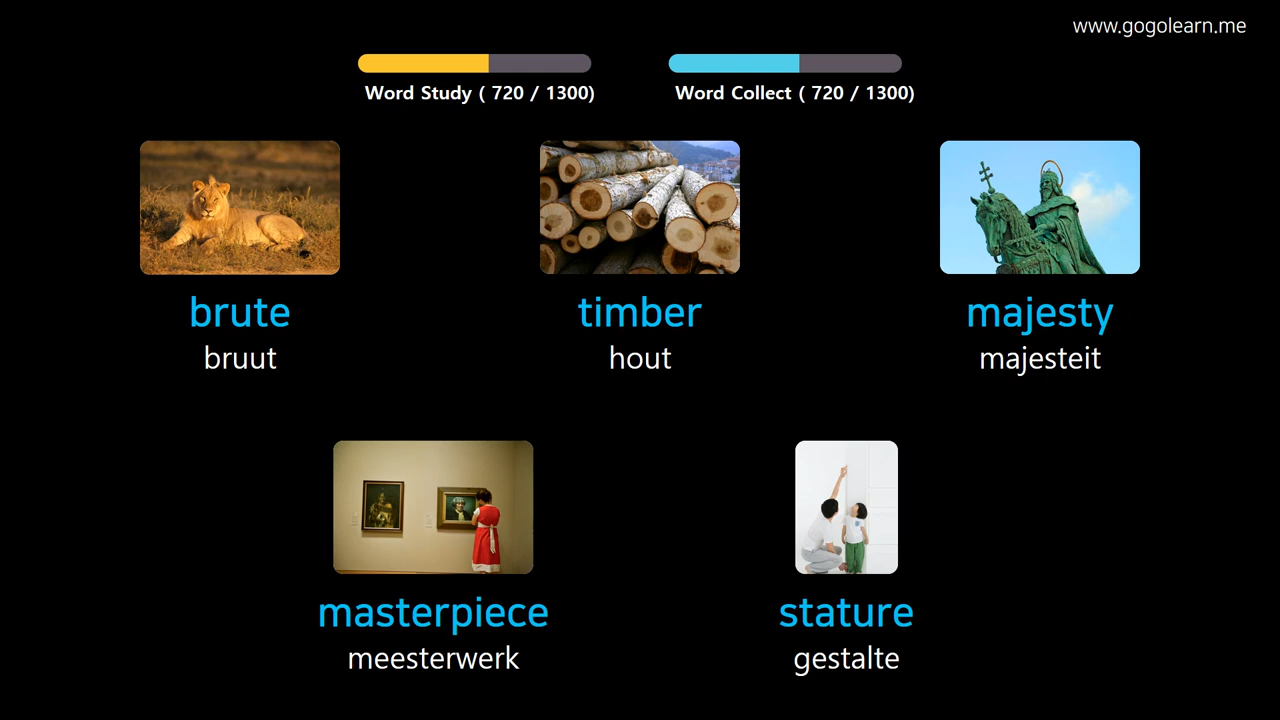 www.gogolearn.me
Word Study ( 720 / 1300)
Word Collect ( 720 / 1300)
brute
bruut
timber
hout
majesty
majesteit
masterpiece
meesterwerk
stature
gestalte